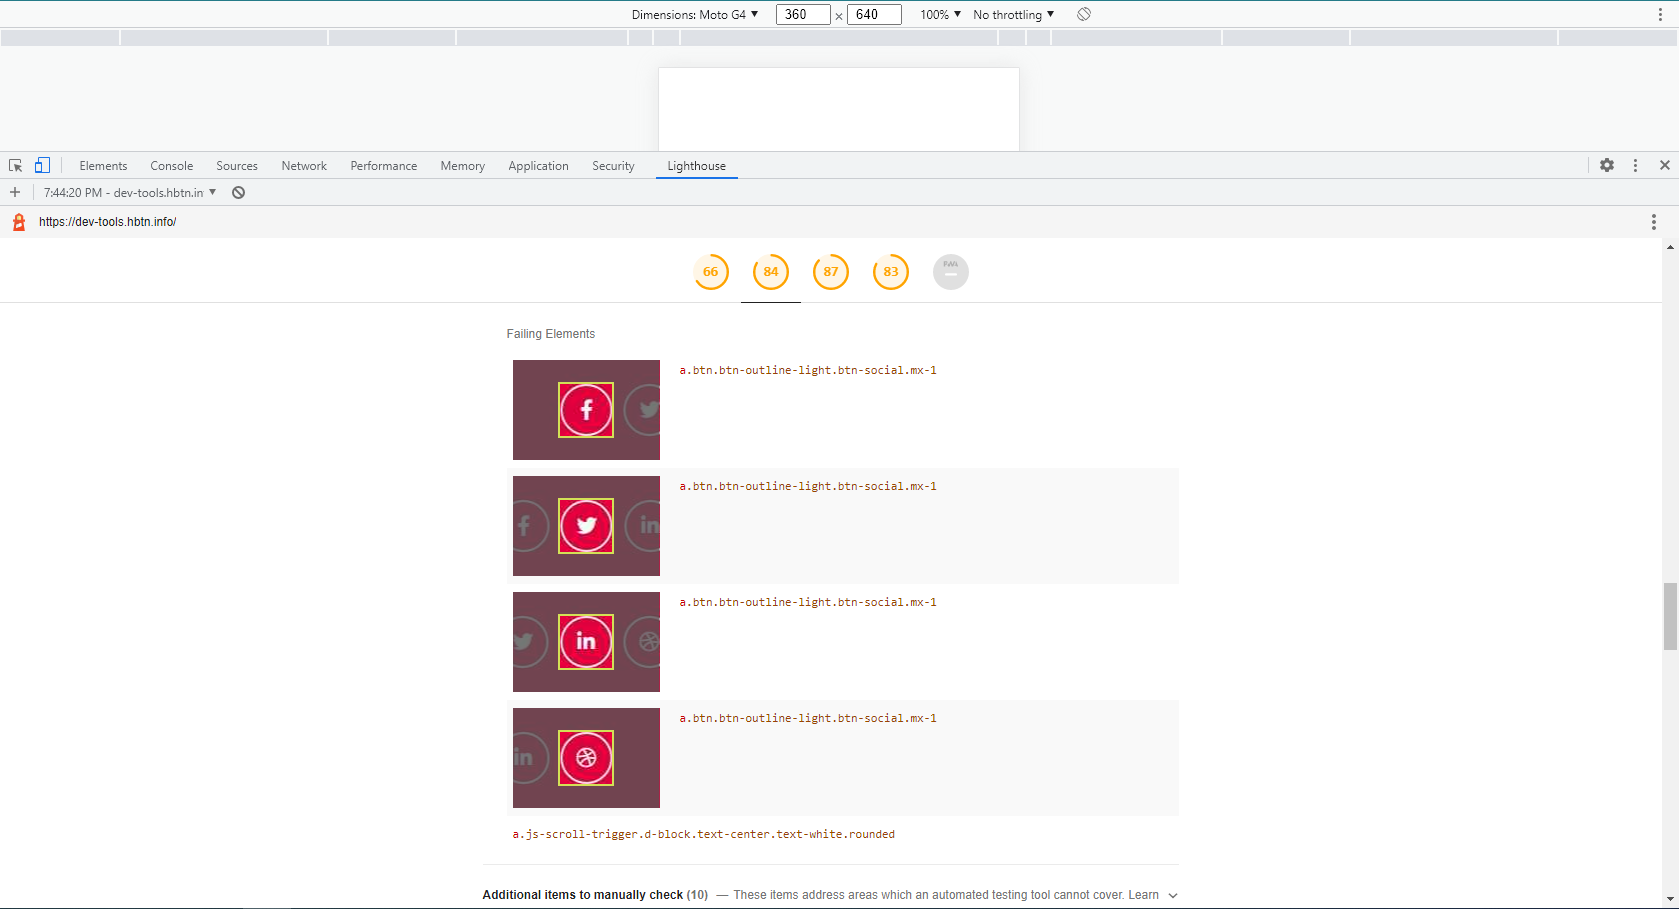 Dimensions: Moto G4 ▼ 360 × 640 100% ▼ No throttling ▼
Elements Console Sources Network Performance Memory Application Security Lighthouse
+ 7:44:20 PM - dev-tools.hbtn.in ▼
https://dev-tools.hbtn.info/
66 84 87 83 PWA
Failing Elements
f
a.btn.btn-outline-light.btn-social.mx-1
f in
a.btn.btn-outline-light.btn-social.mx-1
in
a.btn.btn-outline-light.btn-social.mx-1
in
a.btn.btn-outline-light.btn-social.mx-1
a.js-scroll-trigger.d-block.text-center.text-white.rounded
Additional items to manually check (10) — These items address areas which an automated testing tool cannot cover. Learn